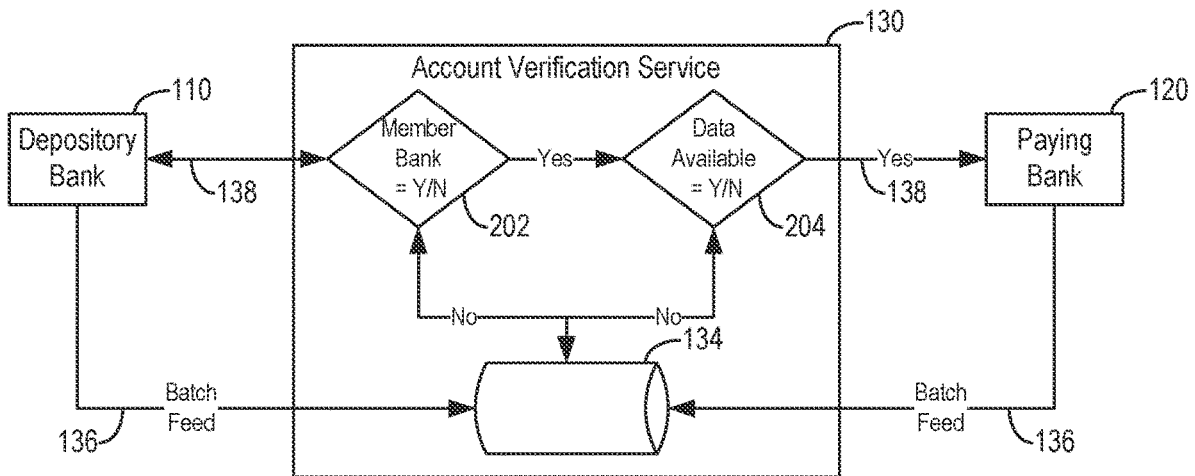 130
Account Verification Service
110
120
Depository
Bank
Member
Bank
= Y/N
Yes
Data
Available
= Y/N
Yes
Paying
Bank
138
202
204
138
No
No
134
Batch
Feed
Batch
Feed
136
136